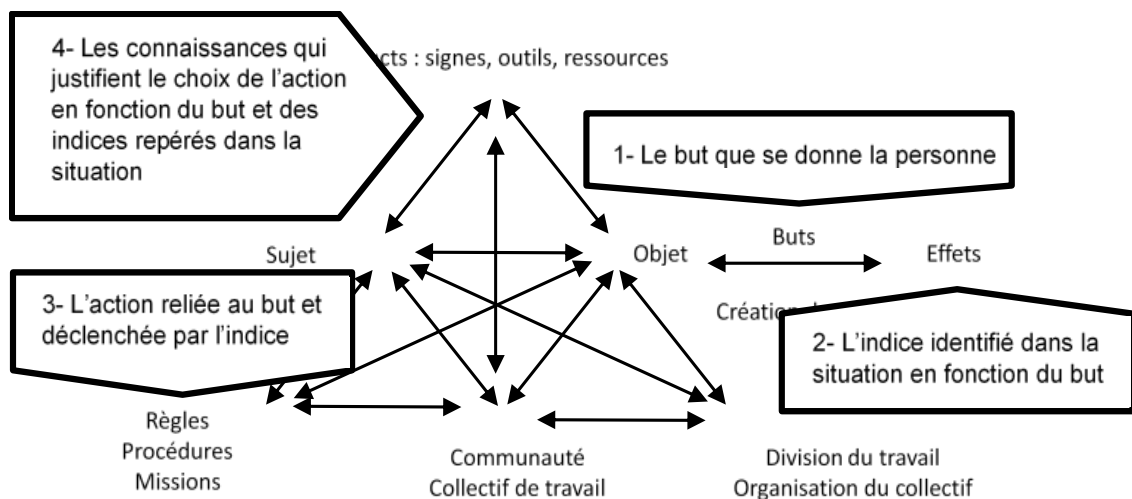 4- Les connaissances qui
justifient le choix de l'action
en fonction du but et des
indices repérés dans la
situation
cts : signes, outils, ressources
1- Le but que se donne la personne
Sujet
Objet
Buts
Effets
3- L'action reliée au but et
déclenchée par l'indice
Création
2- L'indice identifié dans la
situation en fonction du but
Règles
Procédures
Missions
Communauté
Collectif de travail
Division du travail
Organisation du collectif